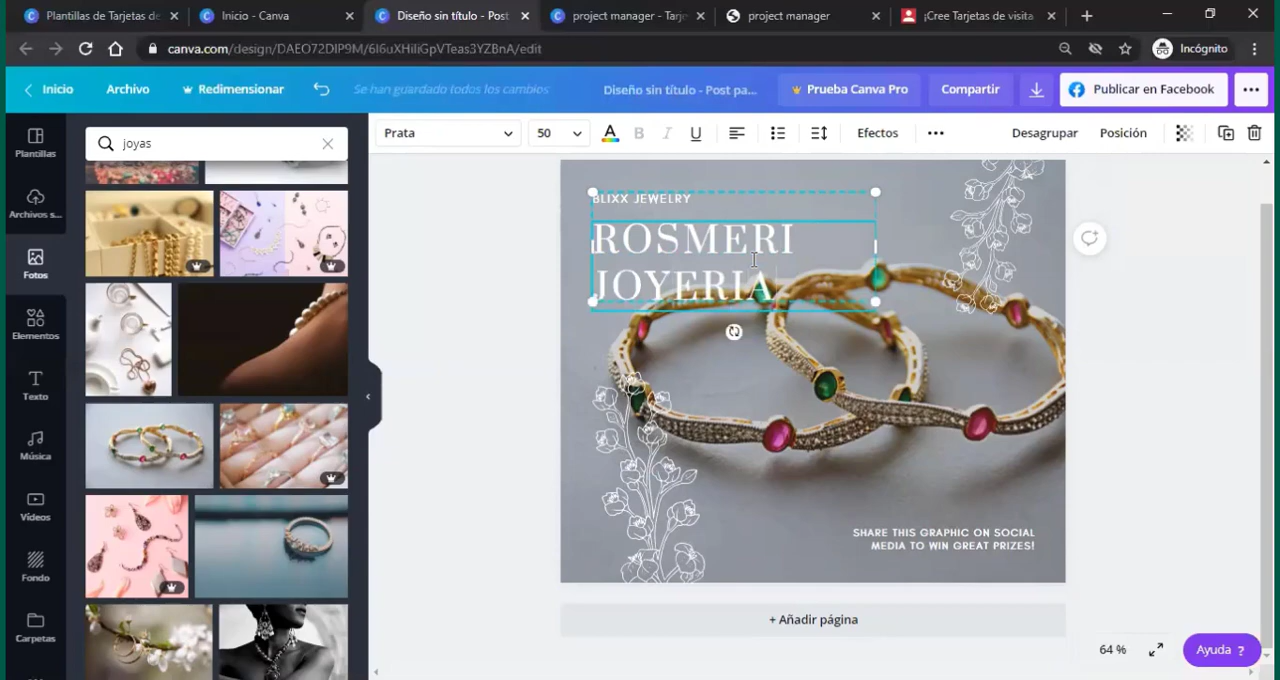 Plantillas de Tarjetas de
Inicio - Canva
Diseño sin título - Post
project manager - Tarje
project manager
¡Cree Tarjetas de visita
canva.com/design/DAEO72DIP9M/6I6uXHiliGpVTeas3YZBnA/edit
Incógnito
Inicio
Archivo
Redimensionar
Se han guardado todos los cambios
Diseño sin título - Post pa...
Prueba Canva Pro
Compartir
Publicar en Facebook
Plantillas
Archivos s...
Fotos
Elementos
Texto
Música
Vídeos
Fondo
Carpetas
joyas
Prata
50
A
B
I
U
Efectos
Desagrupar
Posición
BLIXX JEWELRY
ROSMERI
JOYERIA
SHARE THIS GRAPHIC ON SOCIAL
MEDIA TO WIN GREAT PRIZES!
+ Añadir página
64 %
Ayuda ?